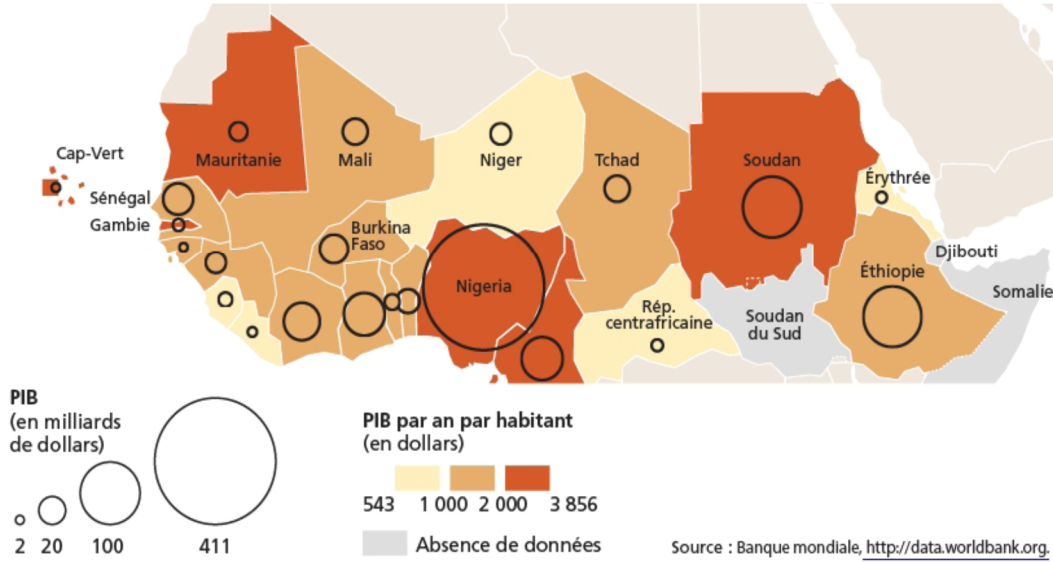 Cap-Vert
Mauritanie
Mali
Niger
Tchad
Soudan
Érythrée
Sénégal
Gambie
Burkina
Faso
Nigeria
Djibouti
Éthiopie
Somalie
Rép.
centrafricaine
Soudan
du Sud
PIB
(en milliards
de dollars)
2 20 100 411
PIB par an par habitant
(en dollars)
543 1 000 2 000 3 856
Absence de données
Source : Banque mondiale, http://data.worldbank.org.